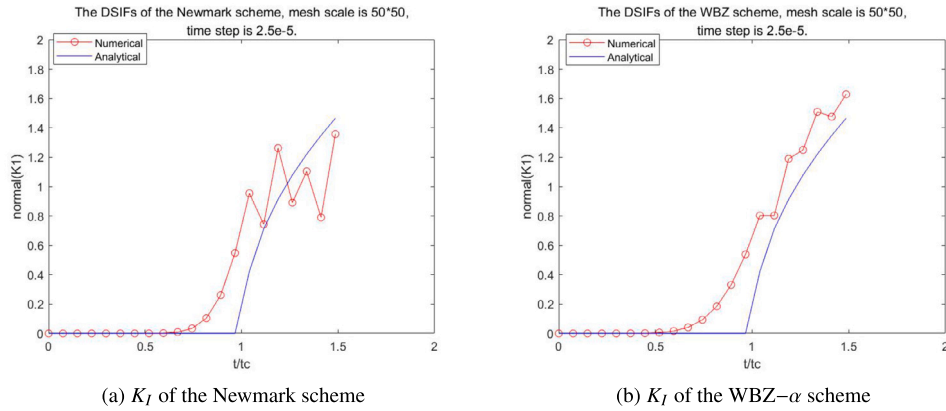 The DSIFs of the Newmark scheme, mesh scale is 50*50,
time step is 2.5e-5.
Numerical
Analytical
normal(K1)
2
1.8
1.6
1.4
1.2
1
0.8
0.6
0.4
0.2
0
0
0.5
1
1.5
2
t/tc
(a) K_I of the Newmark scheme
The DSIFs of the WBZ scheme, mesh scale is 50*50,
time step is 2.5e-5.
Numerical
Analytical
normal(K1)
2
1.8
1.6
1.4
1.2
1
0.8
0.6
0.4
0.2
0
0
0.5
1
1.5
2
t/tc
(b) K_I of the WBZ−α scheme